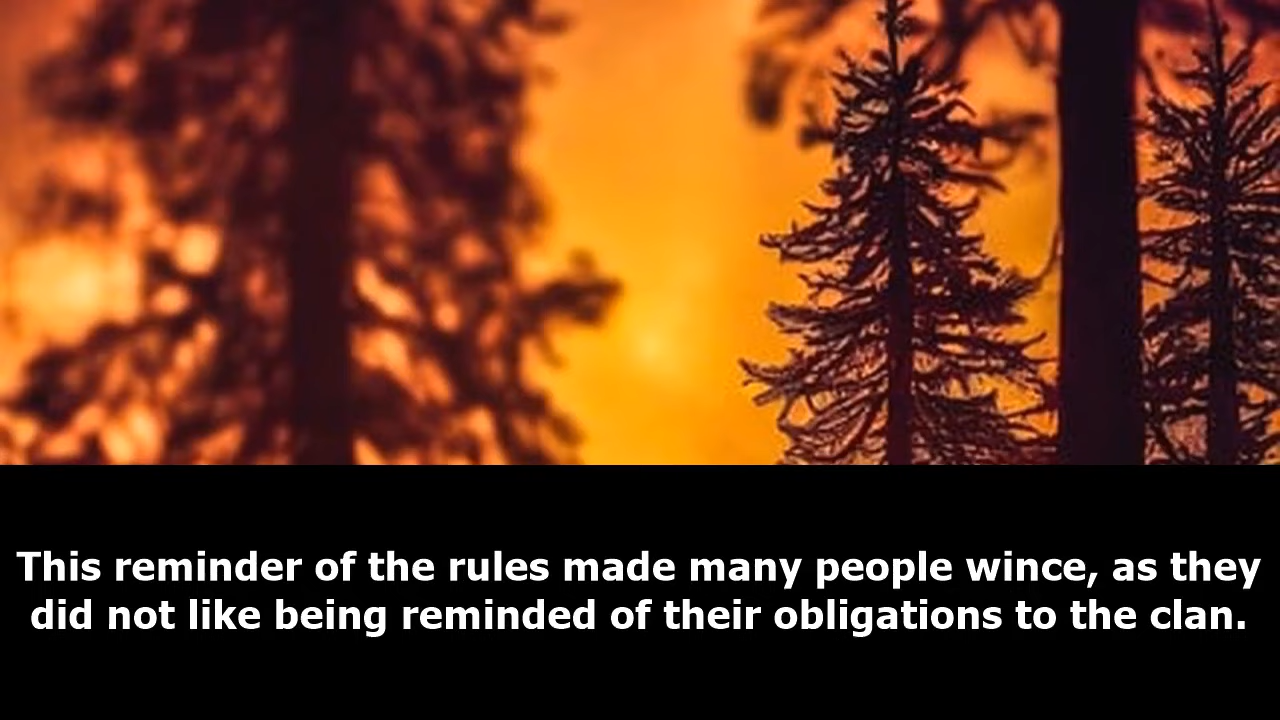 This reminder of the rules made many people wince, as they
did not like being reminded of their obligations to the clan.